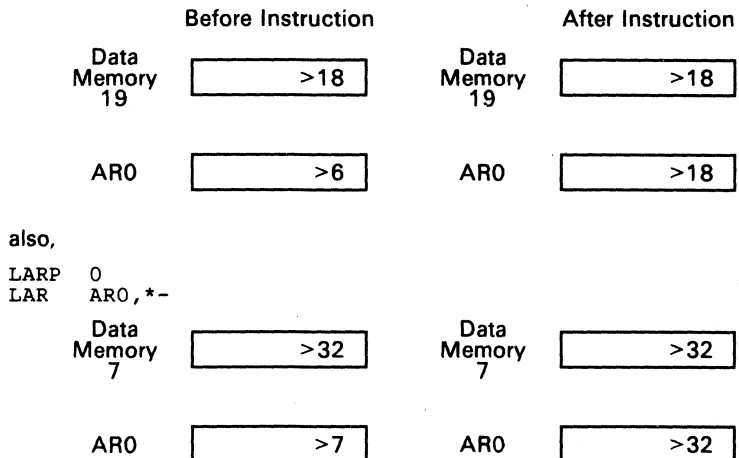 Before Instruction After Instruction
Data Memory 19 >18 Data Memory 19 >18
AR0 >6 AR0 >18
also,
LARP 0
LAR AR0,*-
Data Memory 7 >32 Data Memory 7 >32
AR0 >7 AR0 >32